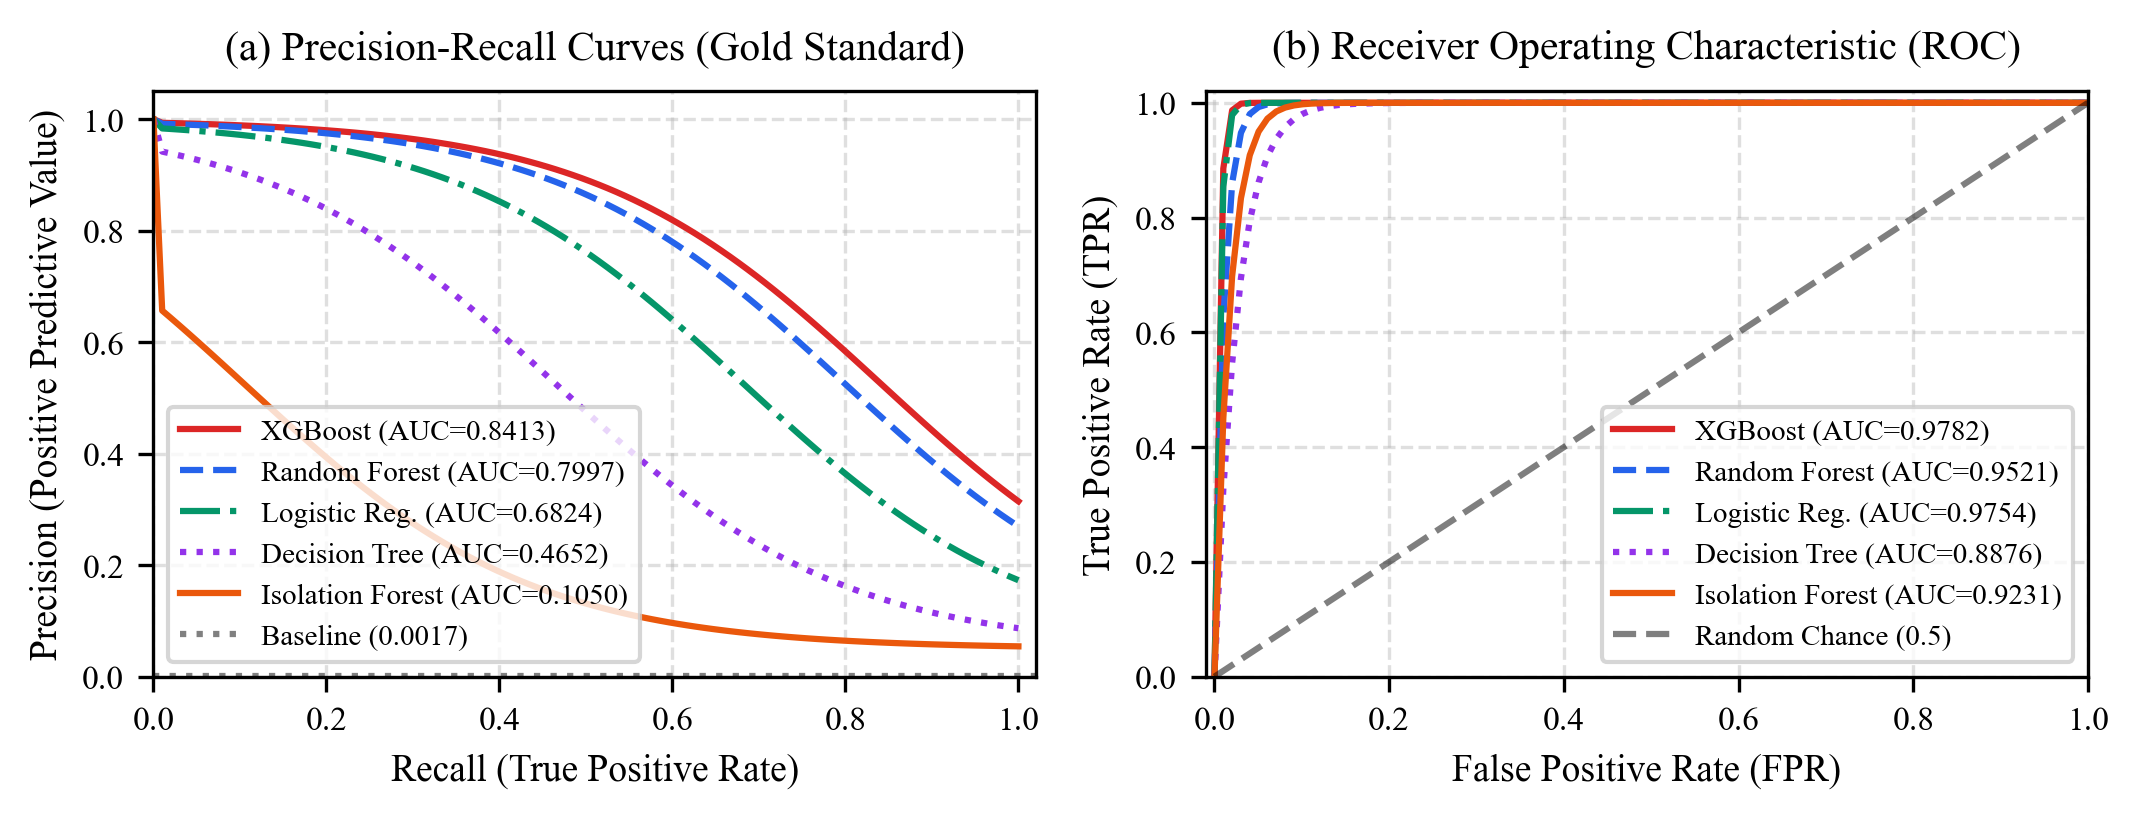 (a) Precision-Recall Curves (Gold Standard)
Precision (Positive Predictive Value)
1.0
0.8
0.6
0.4
0.2
0.0
XGBoost (AUC=0.8413)
Random Forest (AUC=0.7997)
Logistic Reg. (AUC=0.6824)
Decision Tree (AUC=0.4652)
Isolation Forest (AUC=0.1050)
Baseline (0.0017)
0.0 0.2 0.4 0.6 0.8 1.0
Recall (True Positive Rate)
(b) Receiver Operating Characteristic (ROC)
True Positive Rate (TPR)
1.0
0.8
0.6
0.4
0.2
0.0
XGBoost (AUC=0.9782)
Random Forest (AUC=0.9521)
Logistic Reg. (AUC=0.9754)
Decision Tree (AUC=0.8876)
Isolation Forest (AUC=0.9231)
Random Chance (0.5)
0.0 0.2 0.4 0.6 0.8 1.0
False Positive Rate (FPR)